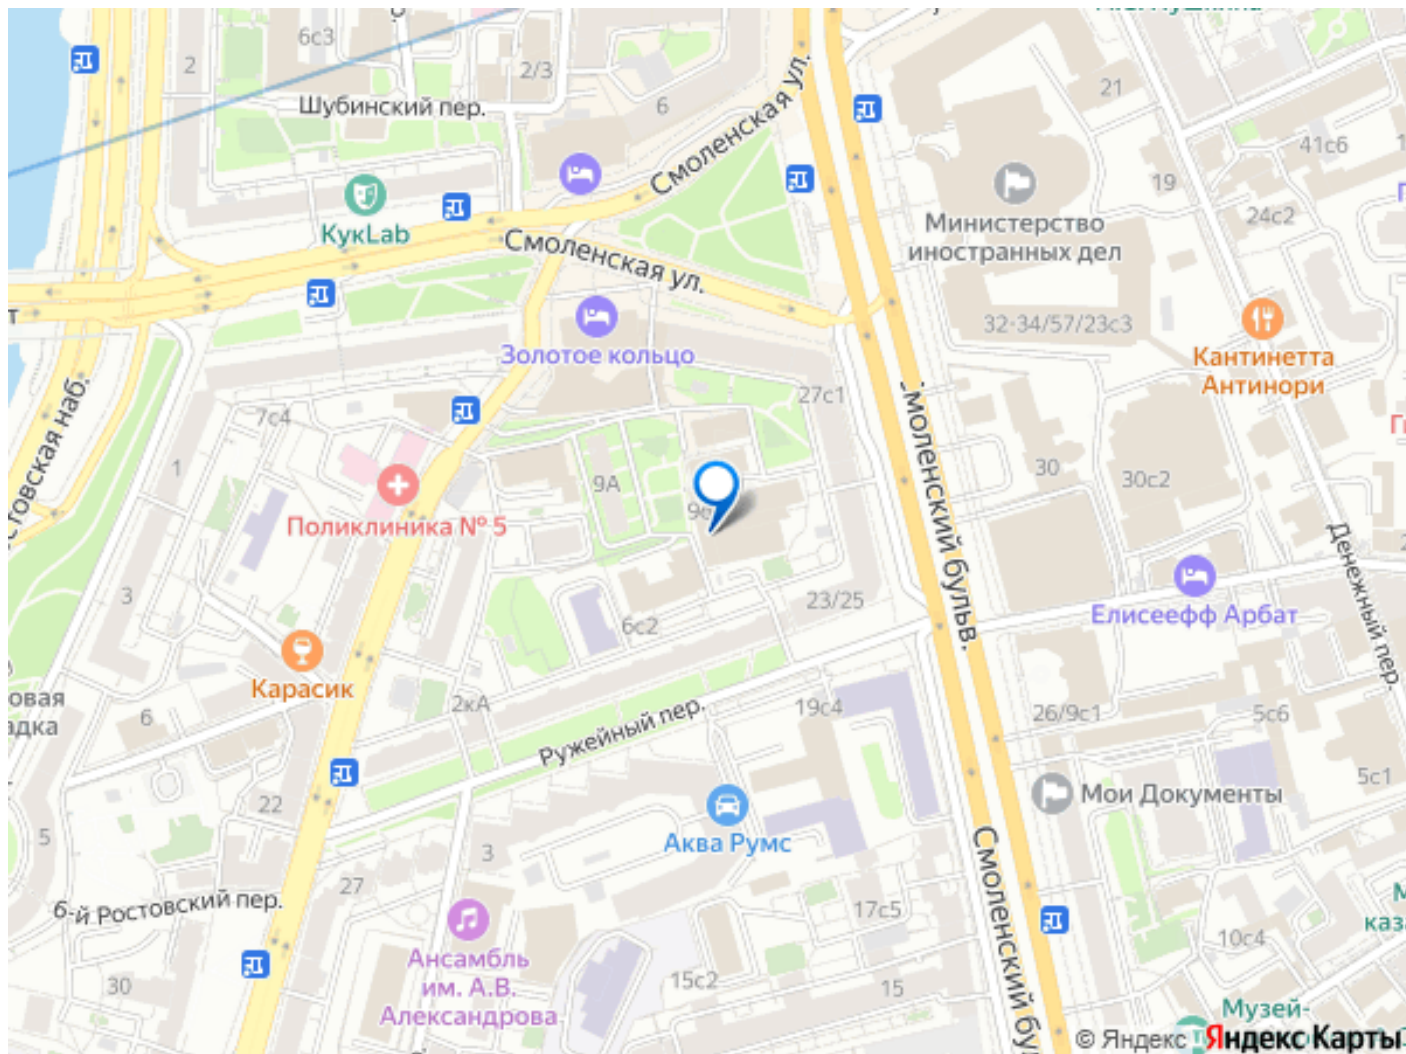 6с3
2
2/3
Шубинский пер.
6
21
Смоленская ул.
41с6
19
24с2
КукLab
Министерство
иностранных дел
Смоленская ул.
32-34/57/23с3
Золотое кольцо
Кантинетта
Антинори
27с1
7с4
1
9А
30
30с2
Поликлиника № 5
Смоленский бульв.
Денежный пер.
3
6с2
23/25
Елисеефф Арбат
Карасик
2кА
6
Ружейный пер.
19с4
26/9с1
5с6
5с1
22
Мои Документы
5
Аква Румс
3
27
6-й Ростовский пер.
17с5
10с4
Ансамбль
им. А.В.
Александрова
30
15с2
15
Музей-
© Яндекс Яндекс Карты